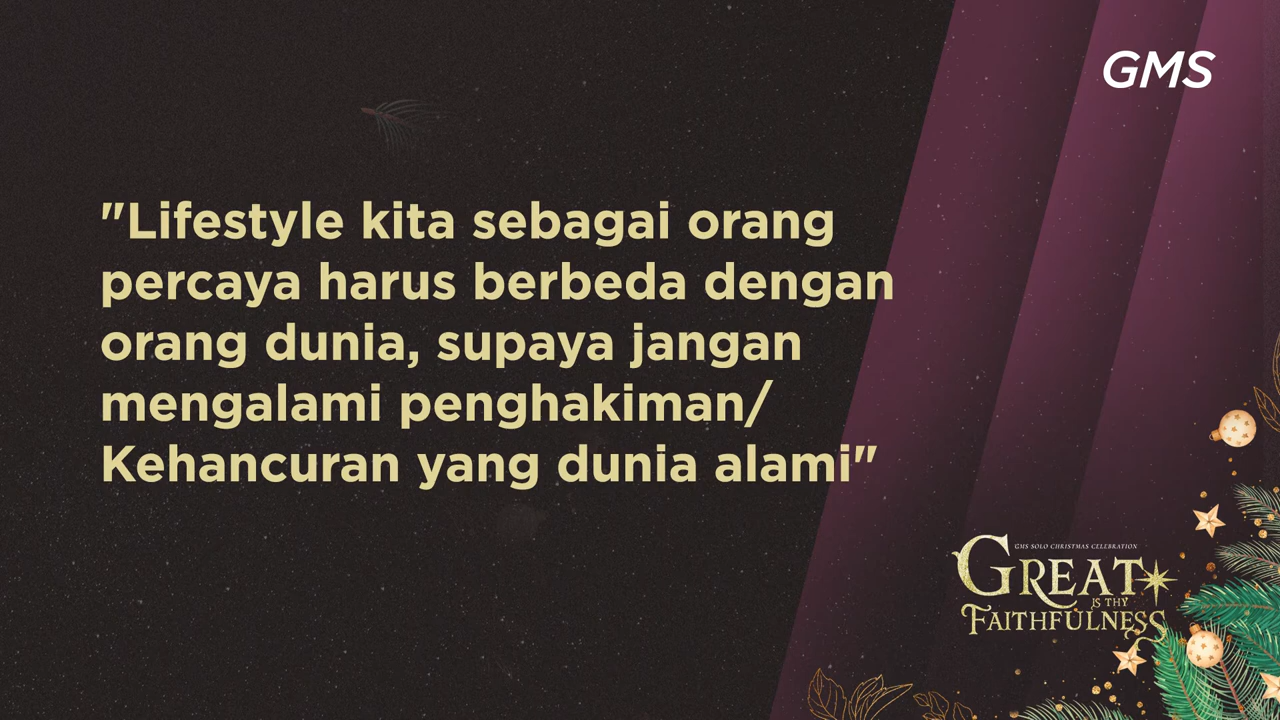 GMS
"Lifestyle kita sebagai orang
percaya harus berbeda dengan
orang dunia, supaya jangan
mengalami penghakiman/
Kehancuran yang dunia alami"
GMS SOLO CHRISTMAS CELEBRATION
GREAT
IS THY
FAITHFULNESS